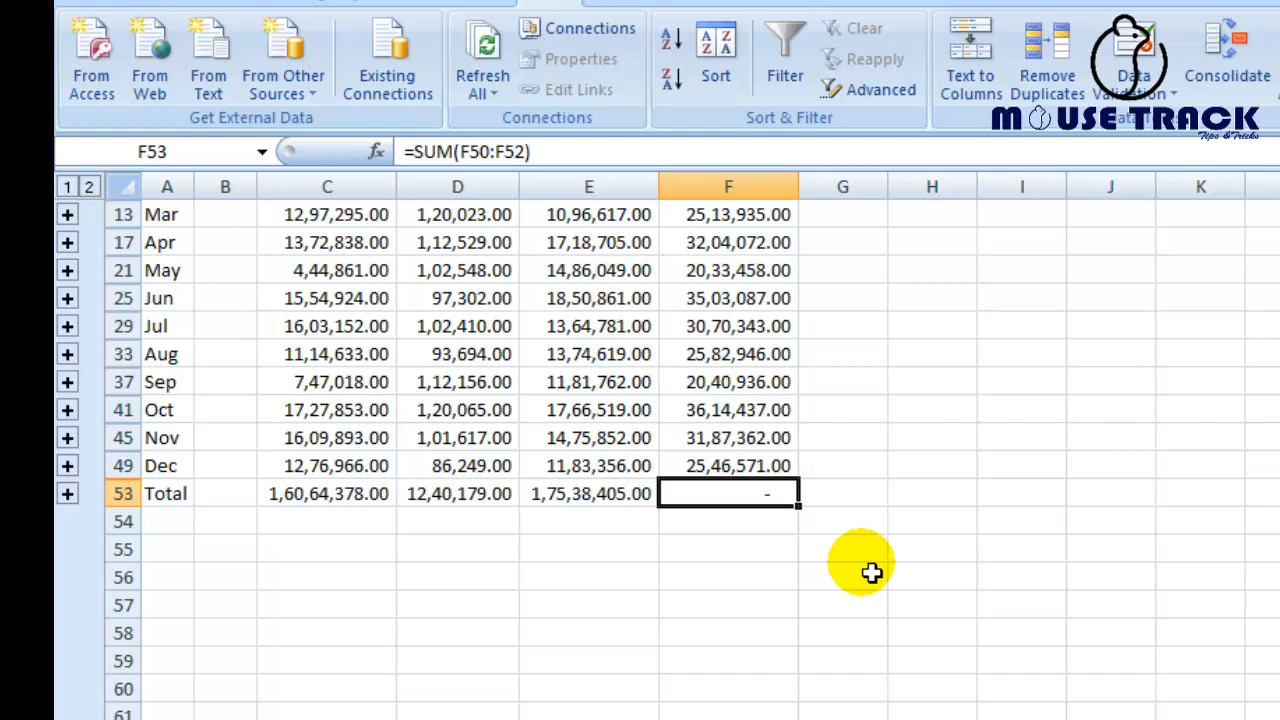 From Access
From Web
From Text
From Other Sources
Existing Connections
Get External Data
Refresh All
Connections
Properties
Edit Links
Connections
Sort
Filter
Clear
Reapply
Advanced
Sort & Filter
Text to Columns
Remove Duplicates
Data Validation
Consolidate
MOUSE TRACK
Tips & Tricks
F53 fx =SUM(F50:F52)
1 2 A B C D E F G H I J K
13 Mar 12,97,295.00 1,20,023.00 10,96,617.00 25,13,935.00
17 Apr 13,72,838.00 1,12,529.00 17,18,705.00 32,04,072.00
21 May 4,44,861.00 1,02,548.00 14,86,049.00 20,33,458.00
25 Jun 15,54,924.00 97,302.00 18,50,861.00 35,03,087.00
29 Jul 16,03,152.00 1,02,410.00 13,64,781.00 30,70,343.00
33 Aug 11,14,633.00 93,694.00 13,74,619.00 25,82,946.00
37 Sep 7,47,018.00 1,12,156.00 11,81,762.00 20,40,936.00
41 Oct 17,27,853.00 1,20,065.00 17,66,519.00 36,14,437.00
45 Nov 16,09,893.00 1,01,617.00 14,75,852.00 31,87,362.00
49 Dec 12,76,966.00 86,249.00 11,83,356.00 25,46,571.00
53 Total 1,60,64,378.00 12,40,179.00 1,75,38,405.00 -
54
55
56
57
58
59
60
61